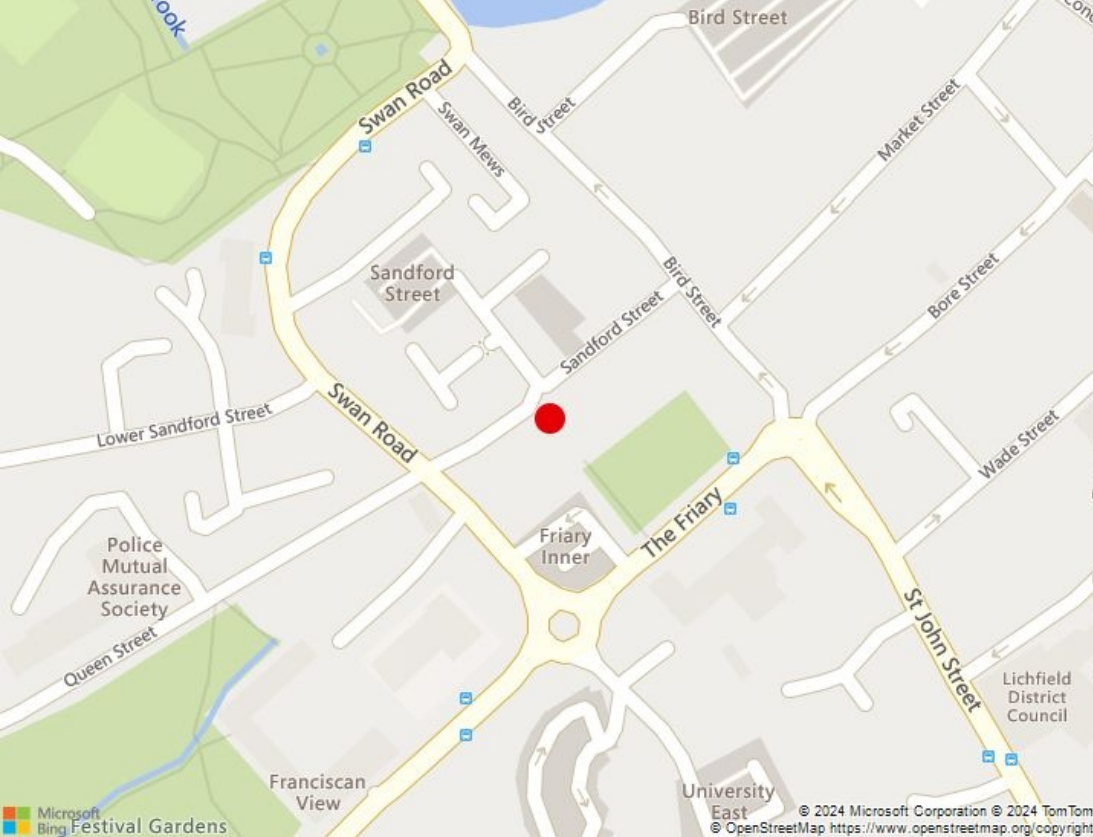 ook
Bird Street
Swan Road
Bird Street
Swan Mews
Market Street
Sandford
Street
Bird Street
Bore Street
Sandford Street
Swan Road
Lower Sandford Street
Wade Street
The Friary
Friary
Inner
Police
Mutual
Assurance
Society
Queen Street
St John Street
Lichfield
District
Council
Franciscan
View
University
East
Microsoft
Bing
Festival Gardens
© 2024 Microsoft Corporation © 2024 TomTom
© OpenStreetMap https://www.openstreetmap.org/copyright